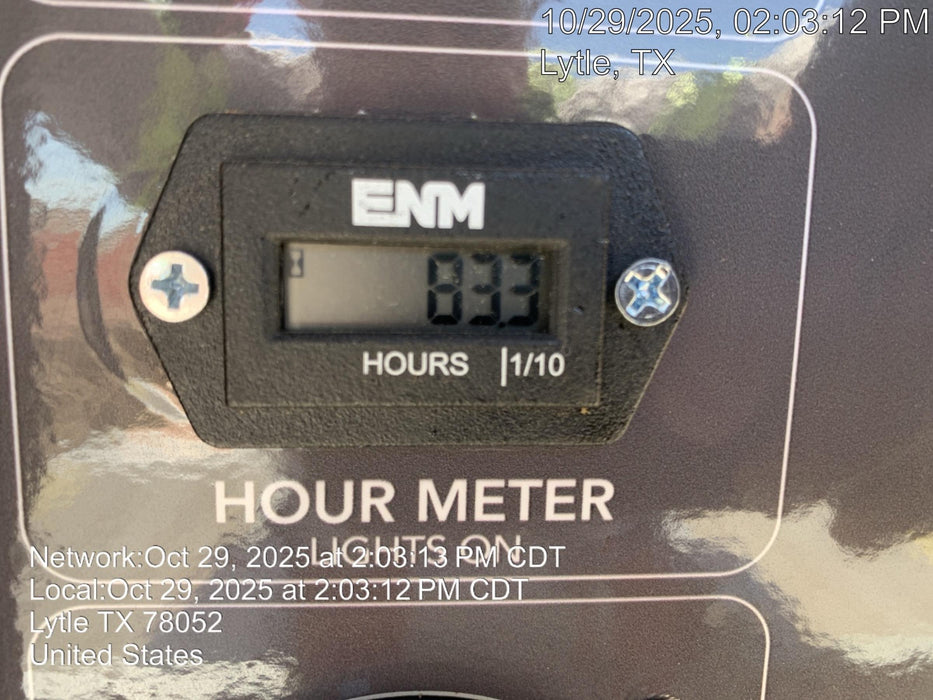 10/29/2025, 02:03:12 PM
Lytle, TX
ENM
83.3
HOURS |1/10
HOUR METER
LIGHTS ON
Network:Oct 29, 2025 at 2:03:13 PM CDT
Local:Oct 29, 2025 at 2:03:12 PM CDT
Lytle TX 78052
United States